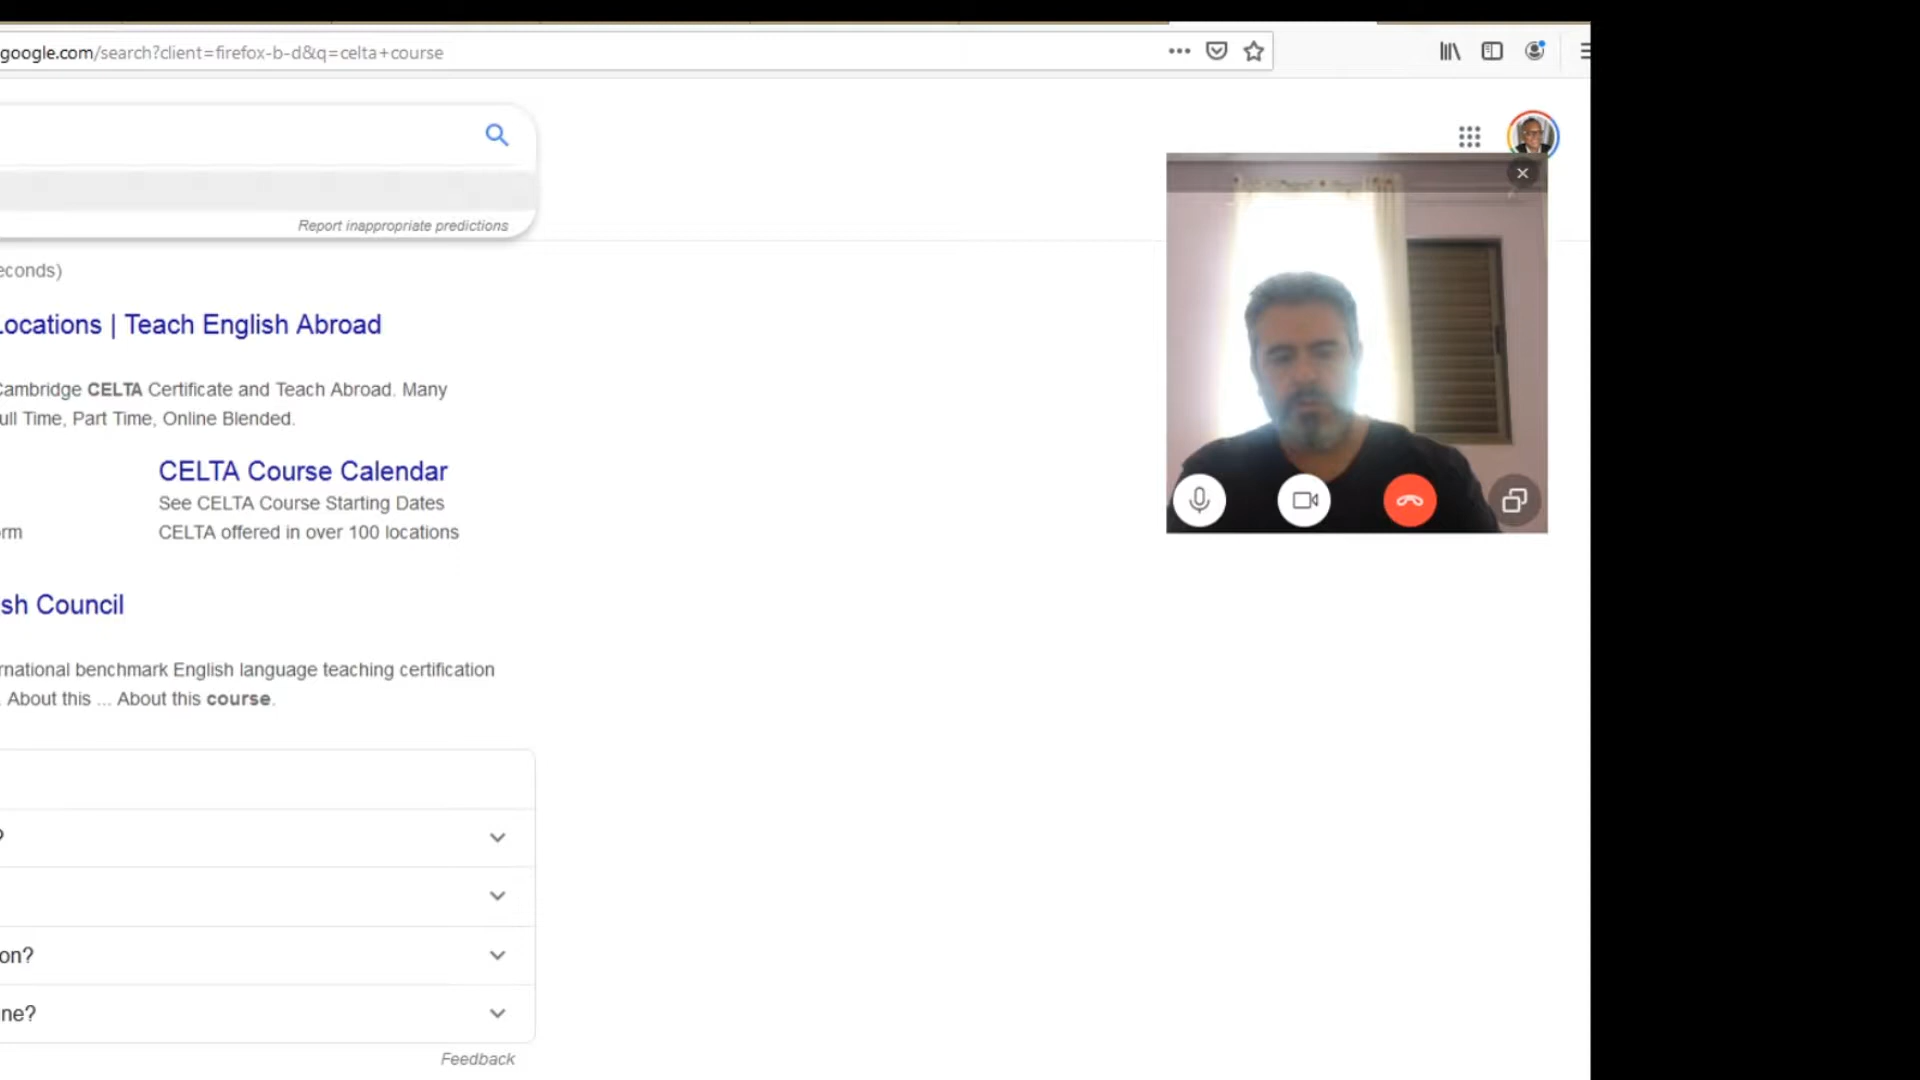 google.com/search?client=firefox-b-d&q=celta+course
Report inappropriate predictions
econds)
Locations | Teach English Abroad
Cambridge CELTA Certificate and Teach Abroad. Many
ull Time, Part Time, Online Blended.
CELTA Course Calendar
See CELTA Course Starting Dates
rm
CELTA offered in over 100 locations
sh Council
rnational benchmark English language teaching certification
. About this ... About this course.
?
on?
ne?
Feedback